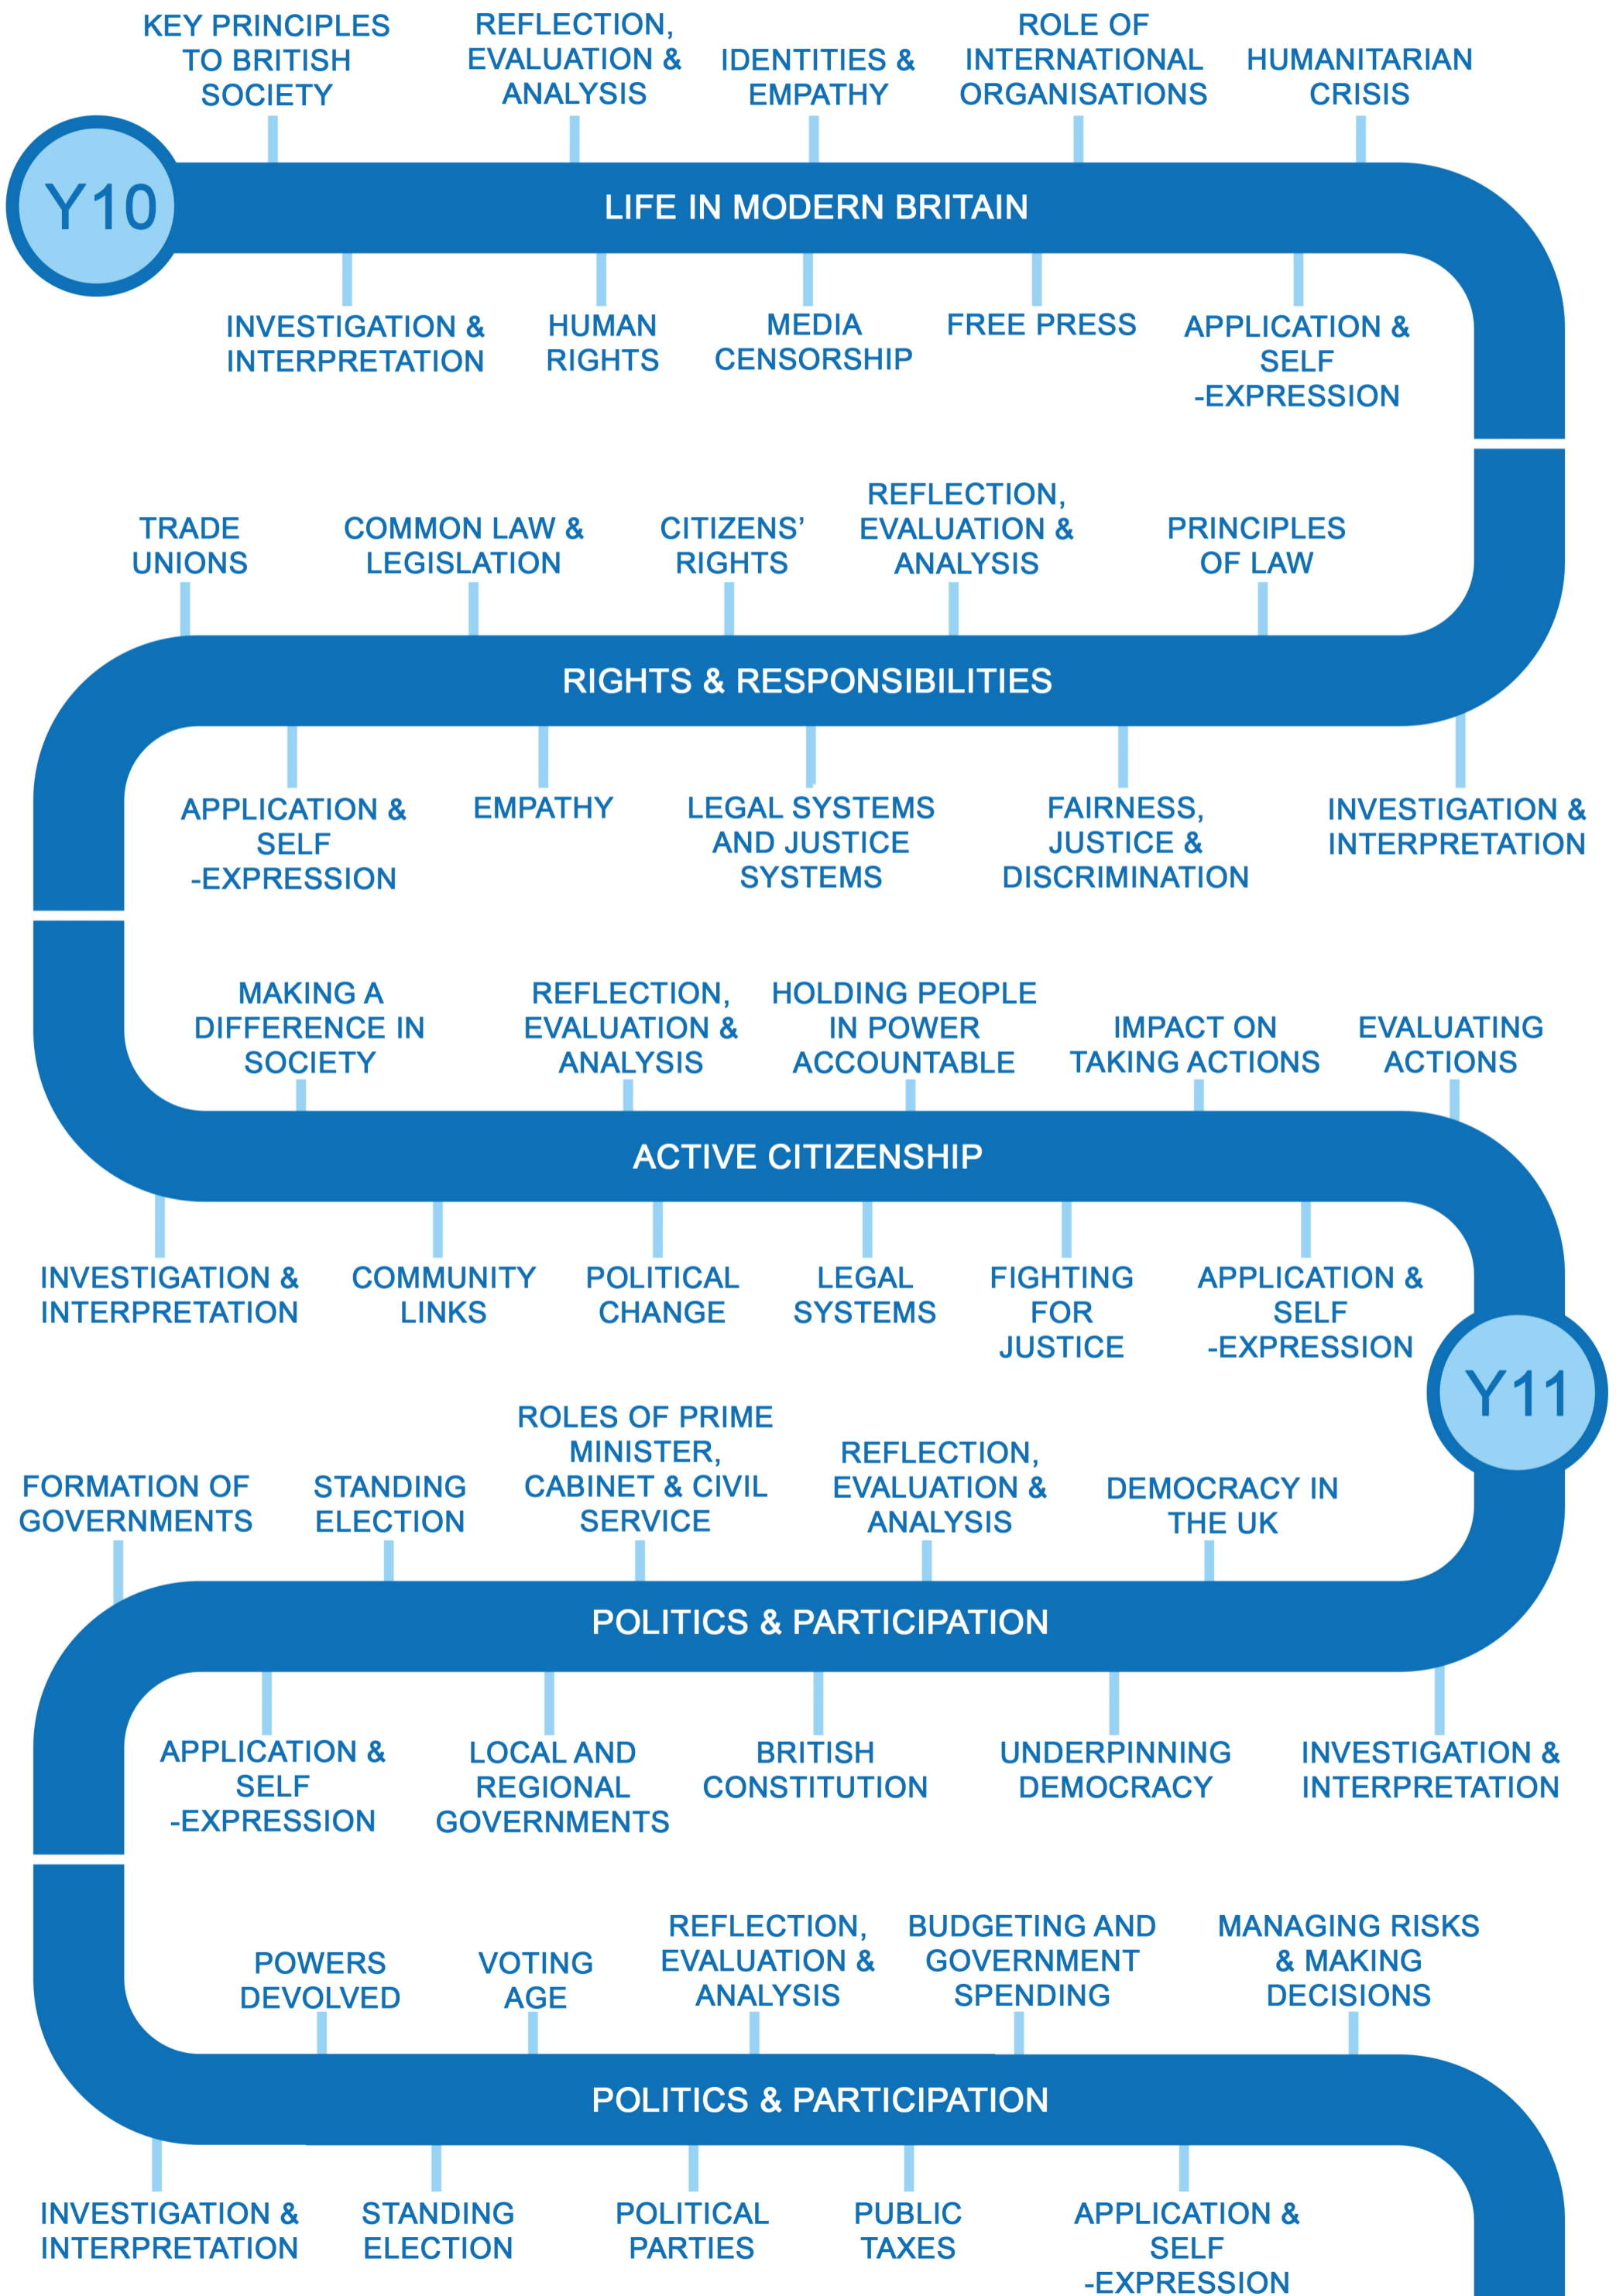 KEY PRINCIPLES
TO BRITISH
SOCIETY
REFLECTION,
EVALUATION &
ANALYSIS
IDENTITIES &
EMPATHY
ROLE OF
INTERNATIONAL
ORGANISATIONS
HUMANITARIAN
CRISIS
Y10
LIFE IN MODERN BRITAIN
INVESTIGATION &
INTERPRETATION
HUMAN
RIGHTS
MEDIA
CENSORSHIP
FREE PRESS
APPLICATION &
SELF
-EXPRESSION
TRADE
UNIONS
COMMON LAW &
LEGISLATION
CITIZENS’
RIGHTS
REFLECTION,
EVALUATION &
ANALYSIS
PRINCIPLES
OF LAW
RIGHTS & RESPONSIBILITIES
APPLICATION &
SELF
-EXPRESSION
EMPATHY
LEGAL SYSTEMS
AND JUSTICE
SYSTEMS
FAIRNESS,
JUSTICE &
DISCRIMINATION
INVESTIGATION &
INTERPRETATION
MAKING A
DIFFERENCE IN
SOCIETY
REFLECTION,
EVALUATION &
ANALYSIS
HOLDING PEOPLE
IN POWER
ACCOUNTABLE
IMPACT ON
TAKING ACTIONS
EVALUATING
ACTIONS
ACTIVE CITIZENSHIP
INVESTIGATION &
INTERPRETATION
COMMUNITY
LINKS
POLITICAL
CHANGE
LEGAL
SYSTEMS
FIGHTING
FOR
JUSTICE
APPLICATION &
SELF
-EXPRESSION
Y11
FORMATION OF
GOVERNMENTS
STANDING
ELECTION
ROLES OF PRIME
MINISTER,
CABINET & CIVIL
SERVICE
REFLECTION,
EVALUATION &
ANALYSIS
DEMOCRACY IN
THE UK
POLITICS & PARTICIPATION
APPLICATION &
SELF
-EXPRESSION
LOCAL AND
REGIONAL
GOVERNMENTS
BRITISH
CONSTITUTION
UNDERPINNING
DEMOCRACY
INVESTIGATION &
INTERPRETATION
POWERS
DEVOLVED
VOTING
AGE
REFLECTION,
EVALUATION &
ANALYSIS
BUDGETING AND
GOVERNMENT
SPENDING
MANAGING RISKS
& MAKING
DECISIONS
POLITICS & PARTICIPATION
INVESTIGATION &
INTERPRETATION
STANDING
ELECTION
POLITICAL
PARTIES
PUBLIC
TAXES
APPLICATION &
SELF
-EXPRESSION